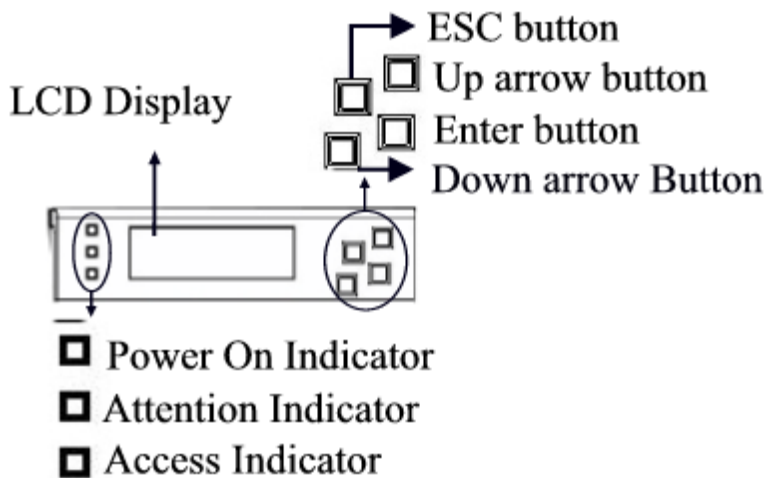 ESC button
Up arrow button
LCD Display
Enter button
Down arrow Button
Power On Indicator
Attention Indicator
Access Indicator